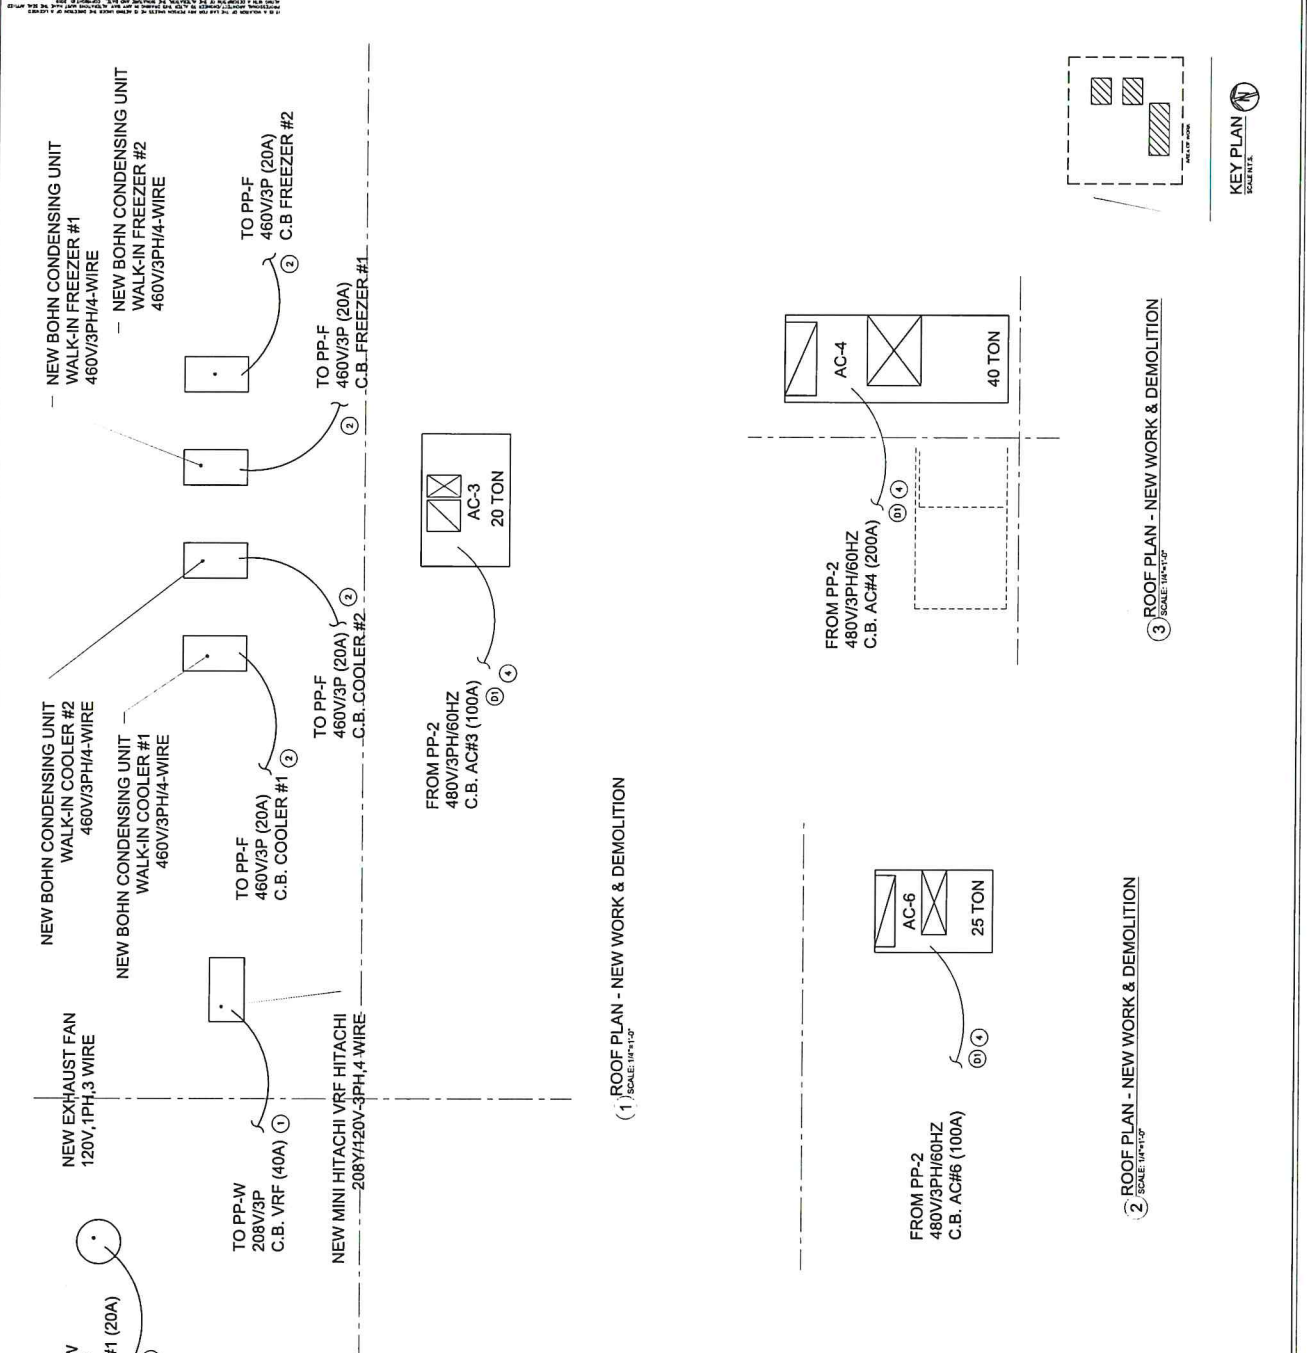 NEW BOHN CONDENSING UNIT
WALK-IN FREEZER #1
460V/3PH/4-WIRE
NEW BOHN CONDENSING UNIT
WALK-IN FREEZER #2
460V/3PH/4-WIRE
TO PP-F
460V/3P (20A)
C.B FREEZER #2
2
TO PP-F
460V/3P (20A)
C.B. FREEZER #1
2
NEW BOHN CONDENSING UNIT
WALK-IN COOLER #2
460V/3PH/4-WIRE
NEW BOHN CONDENSING UNIT
WALK-IN COOLER #1
460V/3PH/4-WIRE
TO PP-F
460V/3P (20A)
C.B. COOLER #2
2
TO PP-F
460V/3P (20A)
C.B. COOLER #1
2
NEW EXHAUST FAN
120V,1PH,3 WIRE
#1 (20A)
TO PP-W
208V/3P
C.B. VRF (40A)
1
NEW MINI HITACHI VRF HITACHI
208Y/120V-3PH,4 WIRE
AC-3
20 TON
FROM PP-2
480V/3PH/60HZ
C.B. AC#3 (100A)
D1 4
1 ROOF PLAN - NEW WORK & DEMOLITION
SCALE: 1/4"=1'-0"
AC-6
25 TON
FROM PP-2
480V/3PH/60HZ
C.B. AC#6 (100A)
D1 4
2 ROOF PLAN - NEW WORK & DEMOLITION
SCALE: 1/4"=1'-0"
AC-4
40 TON
FROM PP-2
480V/3PH/60HZ
C.B. AC#4 (200A)
D1 4
3 ROOF PLAN - NEW WORK & DEMOLITION
SCALE: 1/4"=1'-0"
AREA OF WORK
KEY PLAN
SCALE:N.T.S.
N